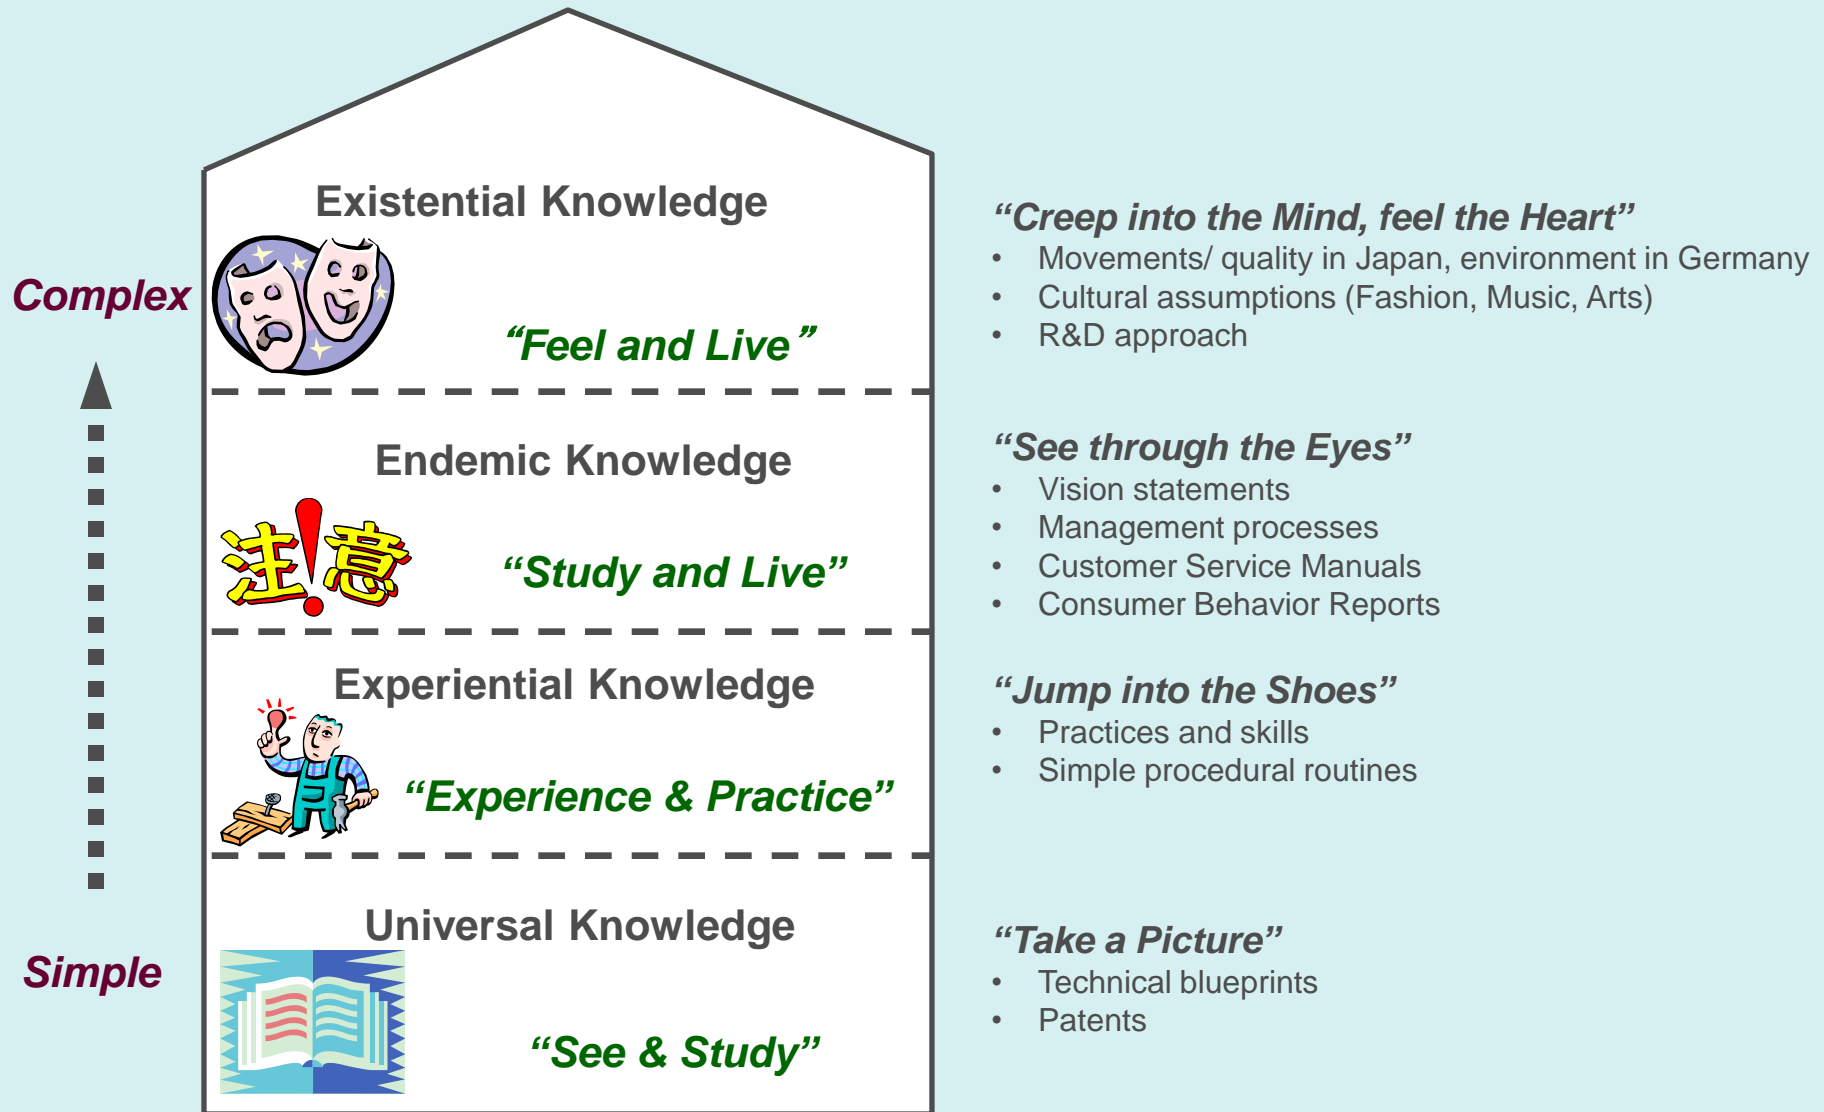 Existential Knowledge
“Feel and Live”
“Creep into the Mind, feel the Heart”
• Movements/ quality in Japan, environment in Germany
• Cultural assumptions (Fashion, Music, Arts)
• R&D approach
Complex
Endemic Knowledge
注!意
“Study and Live”
“See through the Eyes”
• Vision statements
• Management processes
• Customer Service Manuals
• Consumer Behavior Reports
Experiential Knowledge
“Experience & Practice”
“Jump into the Shoes”
• Practices and skills
• Simple procedural routines
Universal Knowledge
“See & Study”
“Take a Picture”
• Technical blueprints
• Patents
Simple